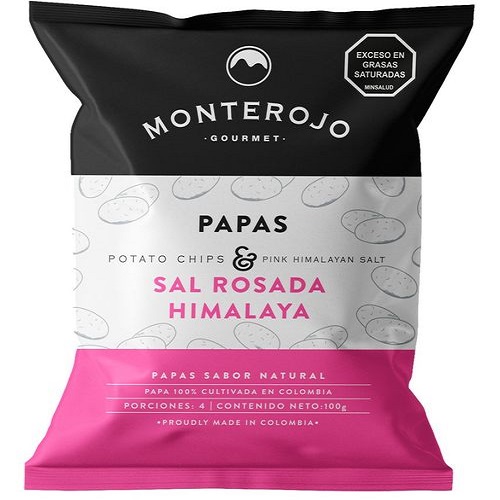 EXCESO EN
GRASAS
SATURADAS
MINSALUD
MONTEROJO
·GOURMET·
PAPAS
POTATO CHIPS & PINK HIMALAYAN SALT
SAL ROSADA
HIMALAYA
PAPAS SABOR NATURAL
PAPA 100% CULTIVADA EN COLOMBIA
PORCIONES: 4 | CONTENIDO NETO:100g
•PROUDLY MADE IN COLOMBIA•